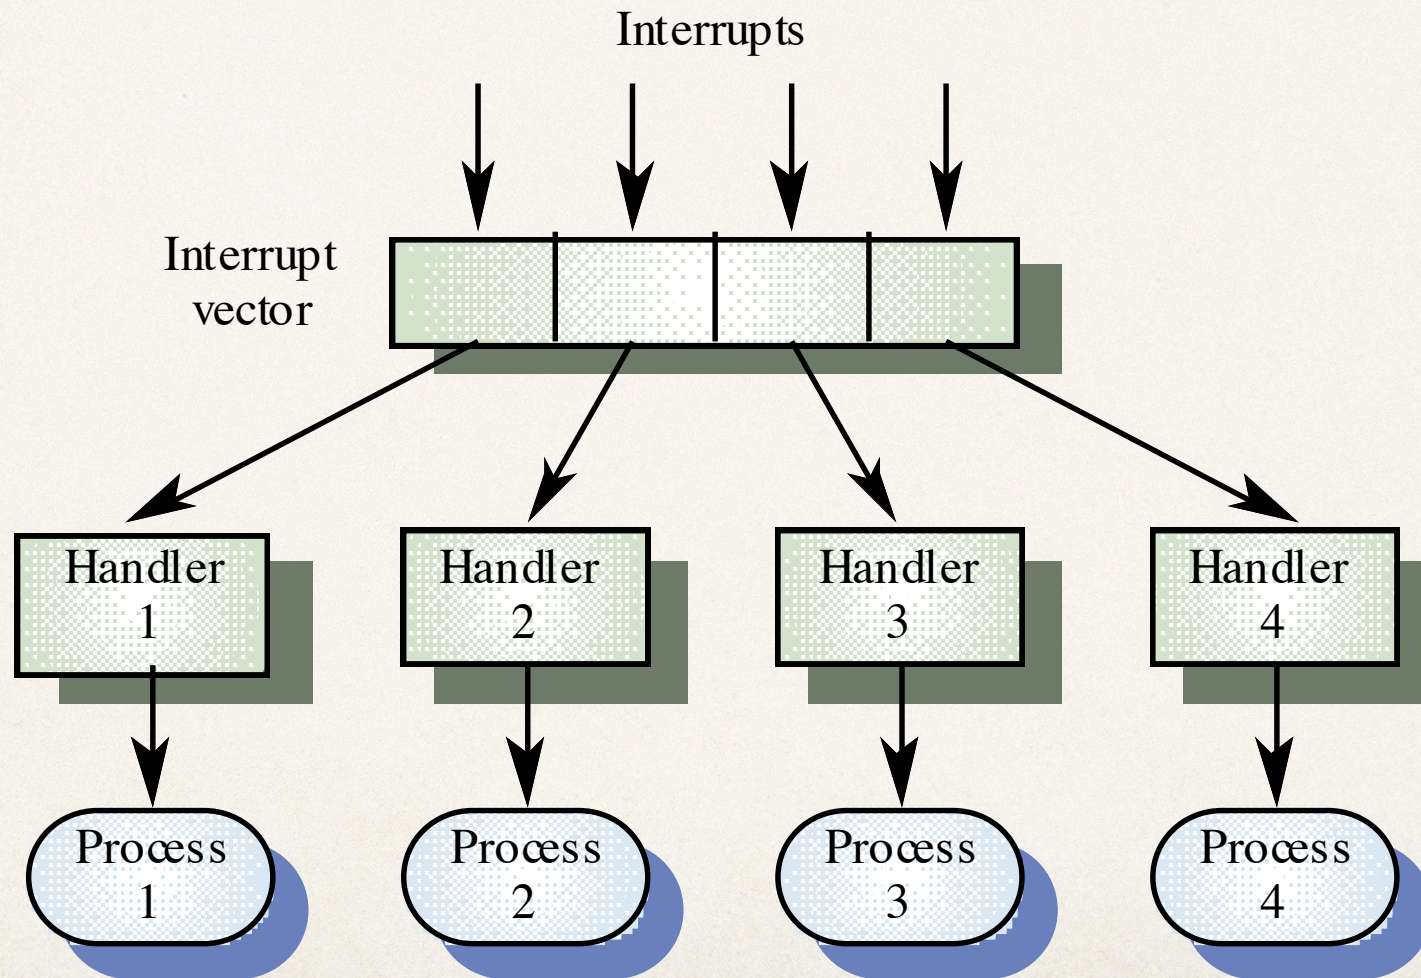 Interrupts
Interrupt
vector
Handler
1
Handler
2
Handler
3
Handler
4
Process
1
Process
2
Process
3
Process
4